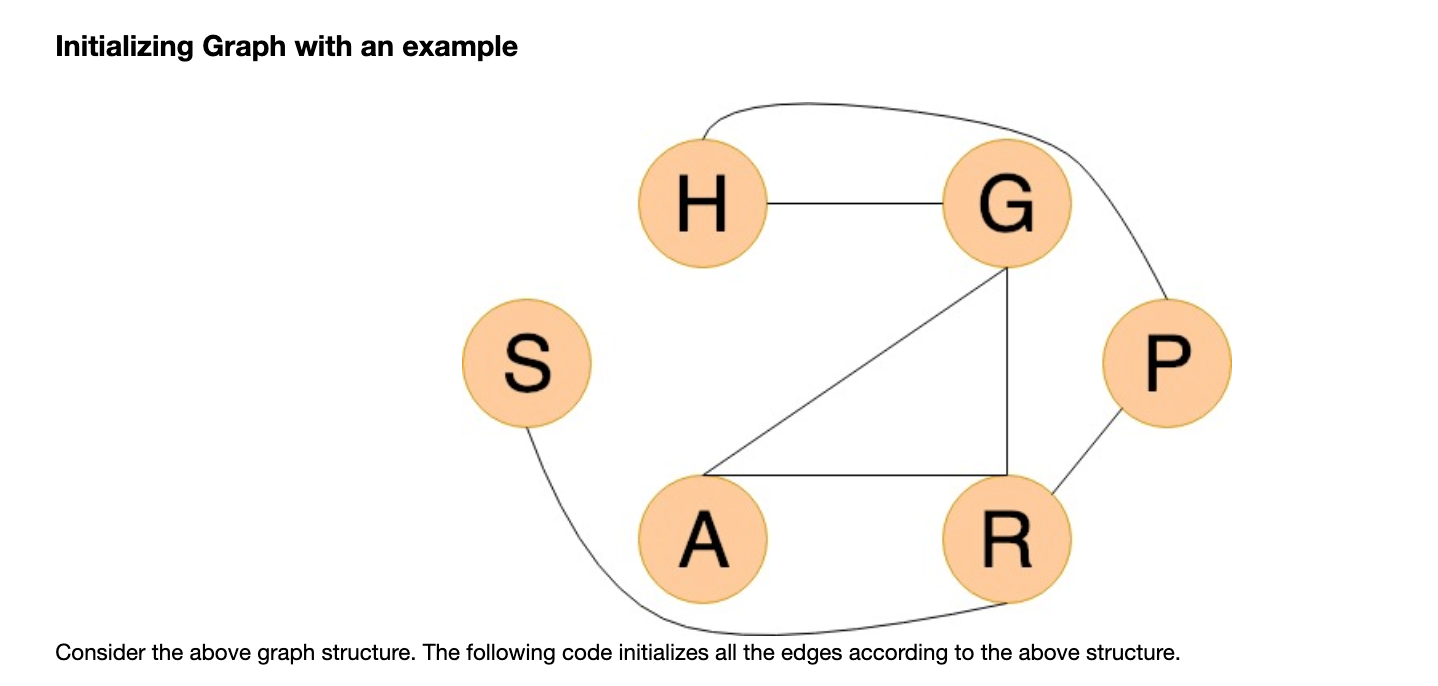 Initializing Graph with an example
H G
S P
A R
Consider the above graph structure. The following code initializes all the edges according to the above structure.